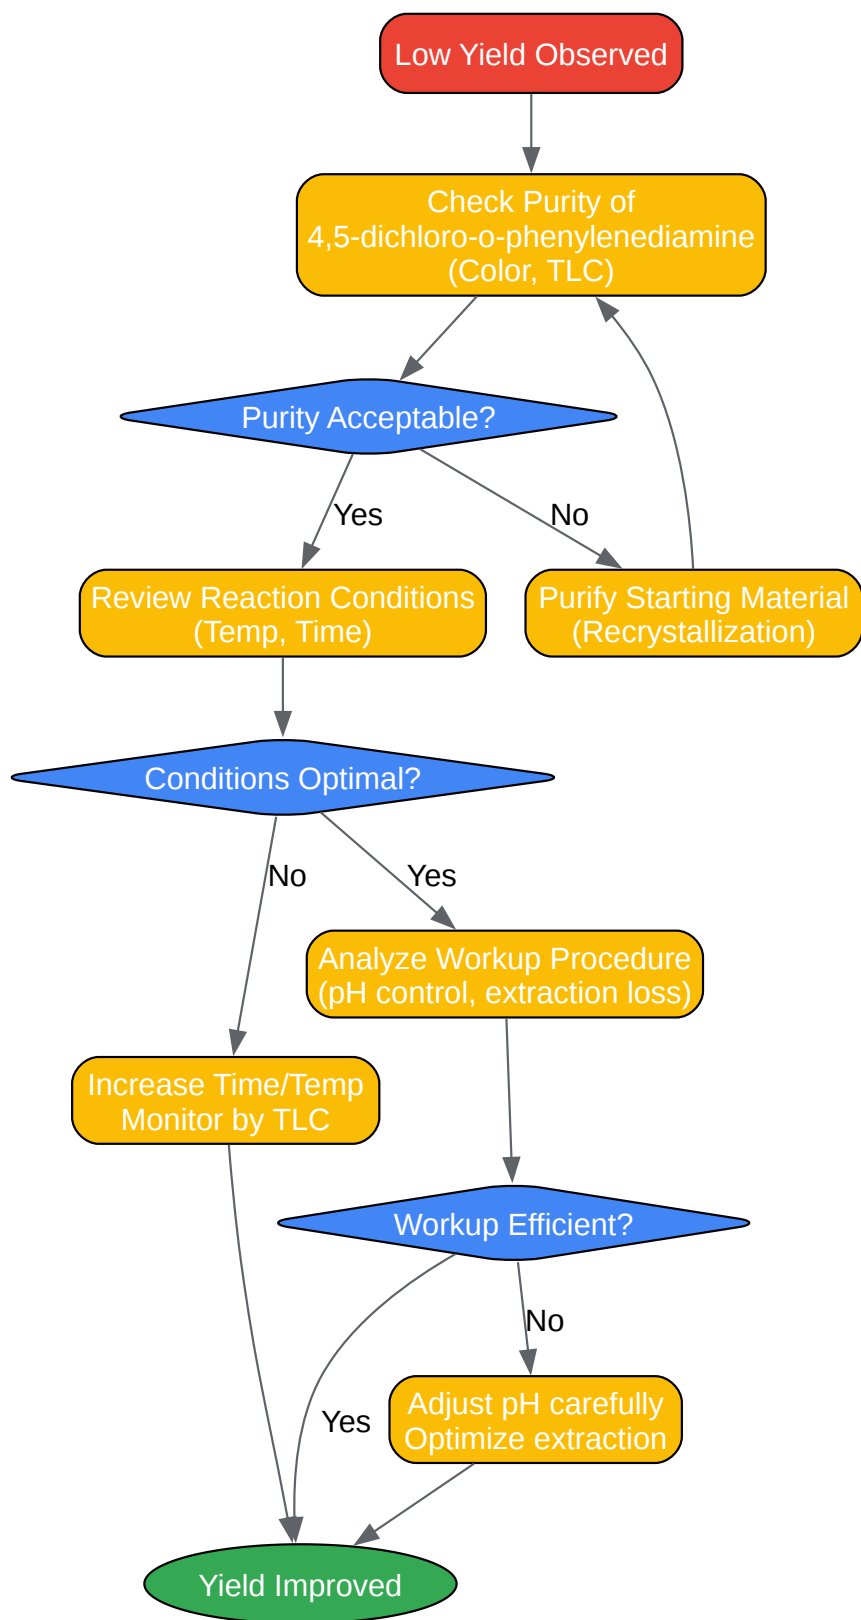 Low Yield Observed
Check Purity of
4,5-dichloro-o-phenylenediamine
(Color, TLC)
Purity Acceptable?
Yes
No
Review Reaction Conditions
(Temp, Time)
Purify Starting Material
(Recrystallization)
Conditions Optimal?
No
Yes
Analyze Workup Procedure
(pH control, extraction loss)
Increase Time/Temp
Monitor by TLC
Workup Efficient?
No
Yes
Adjust pH carefully
Optimize extraction
Yield Improved